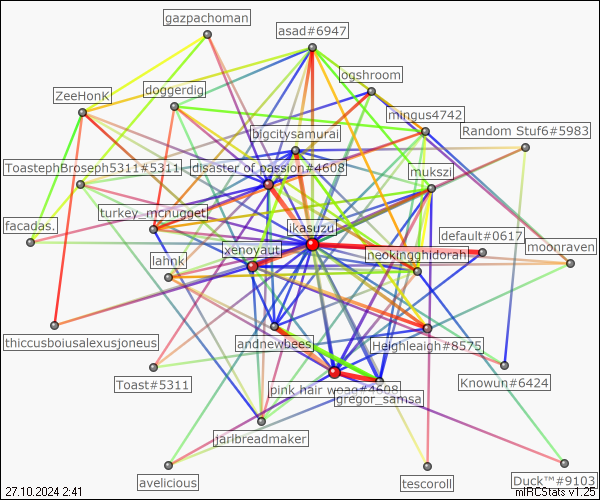 gazpachoman
asad#6947
ogshroom
doggerdig
ZeeHonK
mingus4742
bigcitysamurai
Random Stuf6#5983
ToastephBroseph5311#5311
disaster of passion#4608
mukszi
turkey_mcnugget
facadas.
ikasuzu
default#0617
xenoyaut
neokingghidorah
moonraven
lahnk
thiccusboiusalexusjoneus
andnewbees
Heighleaigh#8575
Toast#5311
pink hair woag#4608
Knowun#6424
gregor_samsa
jarlbreadmaker
avelicious
tescoroll
Duck™#9103
27.10.2024 2:41
mIRCStats v1.25